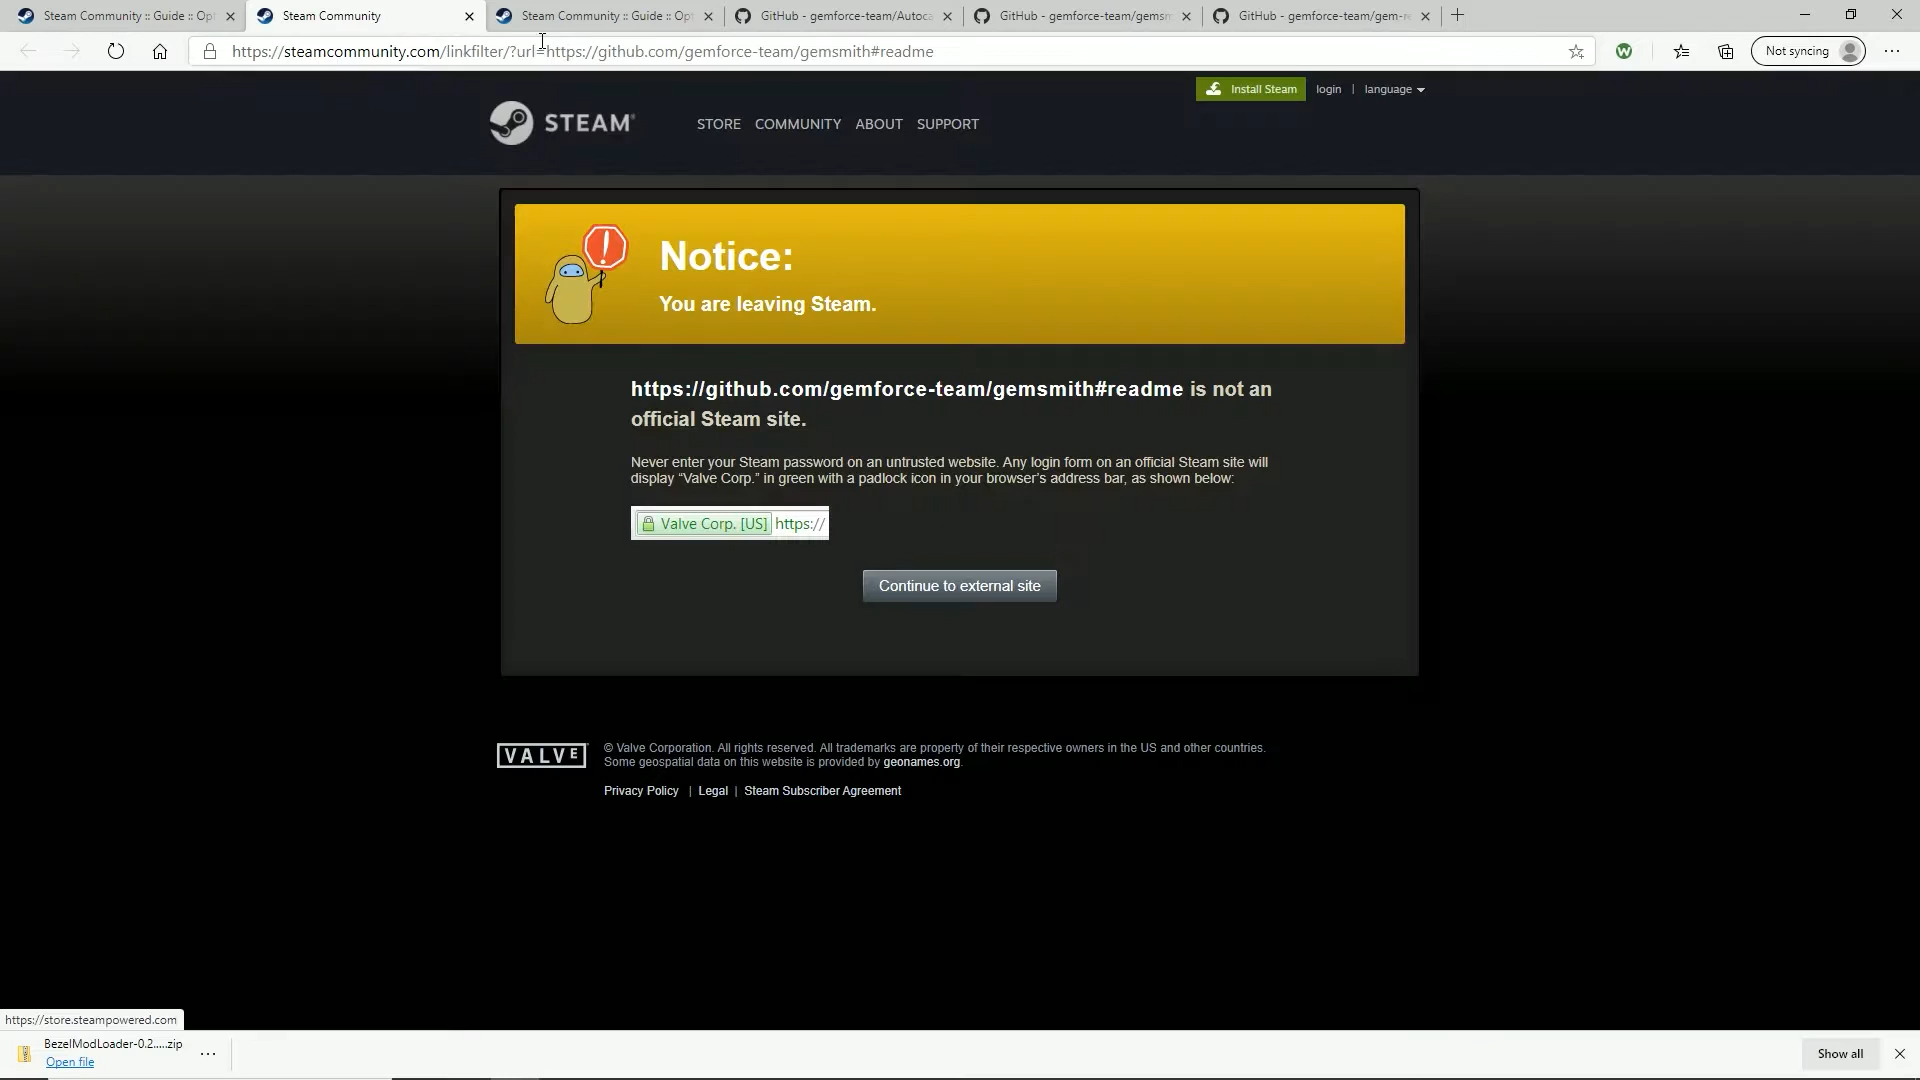 Steam Community :: Guide :: Opt
Steam Community
Steam Community :: Guide :: Opt
GitHub - gemforce-team/Autoca
GitHub - gemforce-team/gemsm
GitHub - gemforce-team/gem-r
https://steamcommunity.com/linkfilter/?url=https://github.com/gemforce-team/gemsmith#readme
W
Not syncing
Install Steam
login | language
STEAM®
STORE COMMUNITY ABOUT SUPPORT
Notice:
You are leaving Steam.
https://github.com/gemforce-team/gemsmith#readme is not an
official Steam site.
Never enter your Steam password on an untrusted website. Any login form on an official Steam site will
display “Valve Corp.” in green with a padlock icon in your browser’s address bar, as shown below:
Valve Corp. [US] https://
Continue to external site
VALVE
© Valve Corporation. All rights reserved. All trademarks are property of their respective owners in the US and other countries.
Some geospatial data on this website is provided by geonames.org.
Privacy Policy | Legal | Steam Subscriber Agreement
https://store.steampowered.com
BezelModLoader-0.2.....zip
Open file
Show all